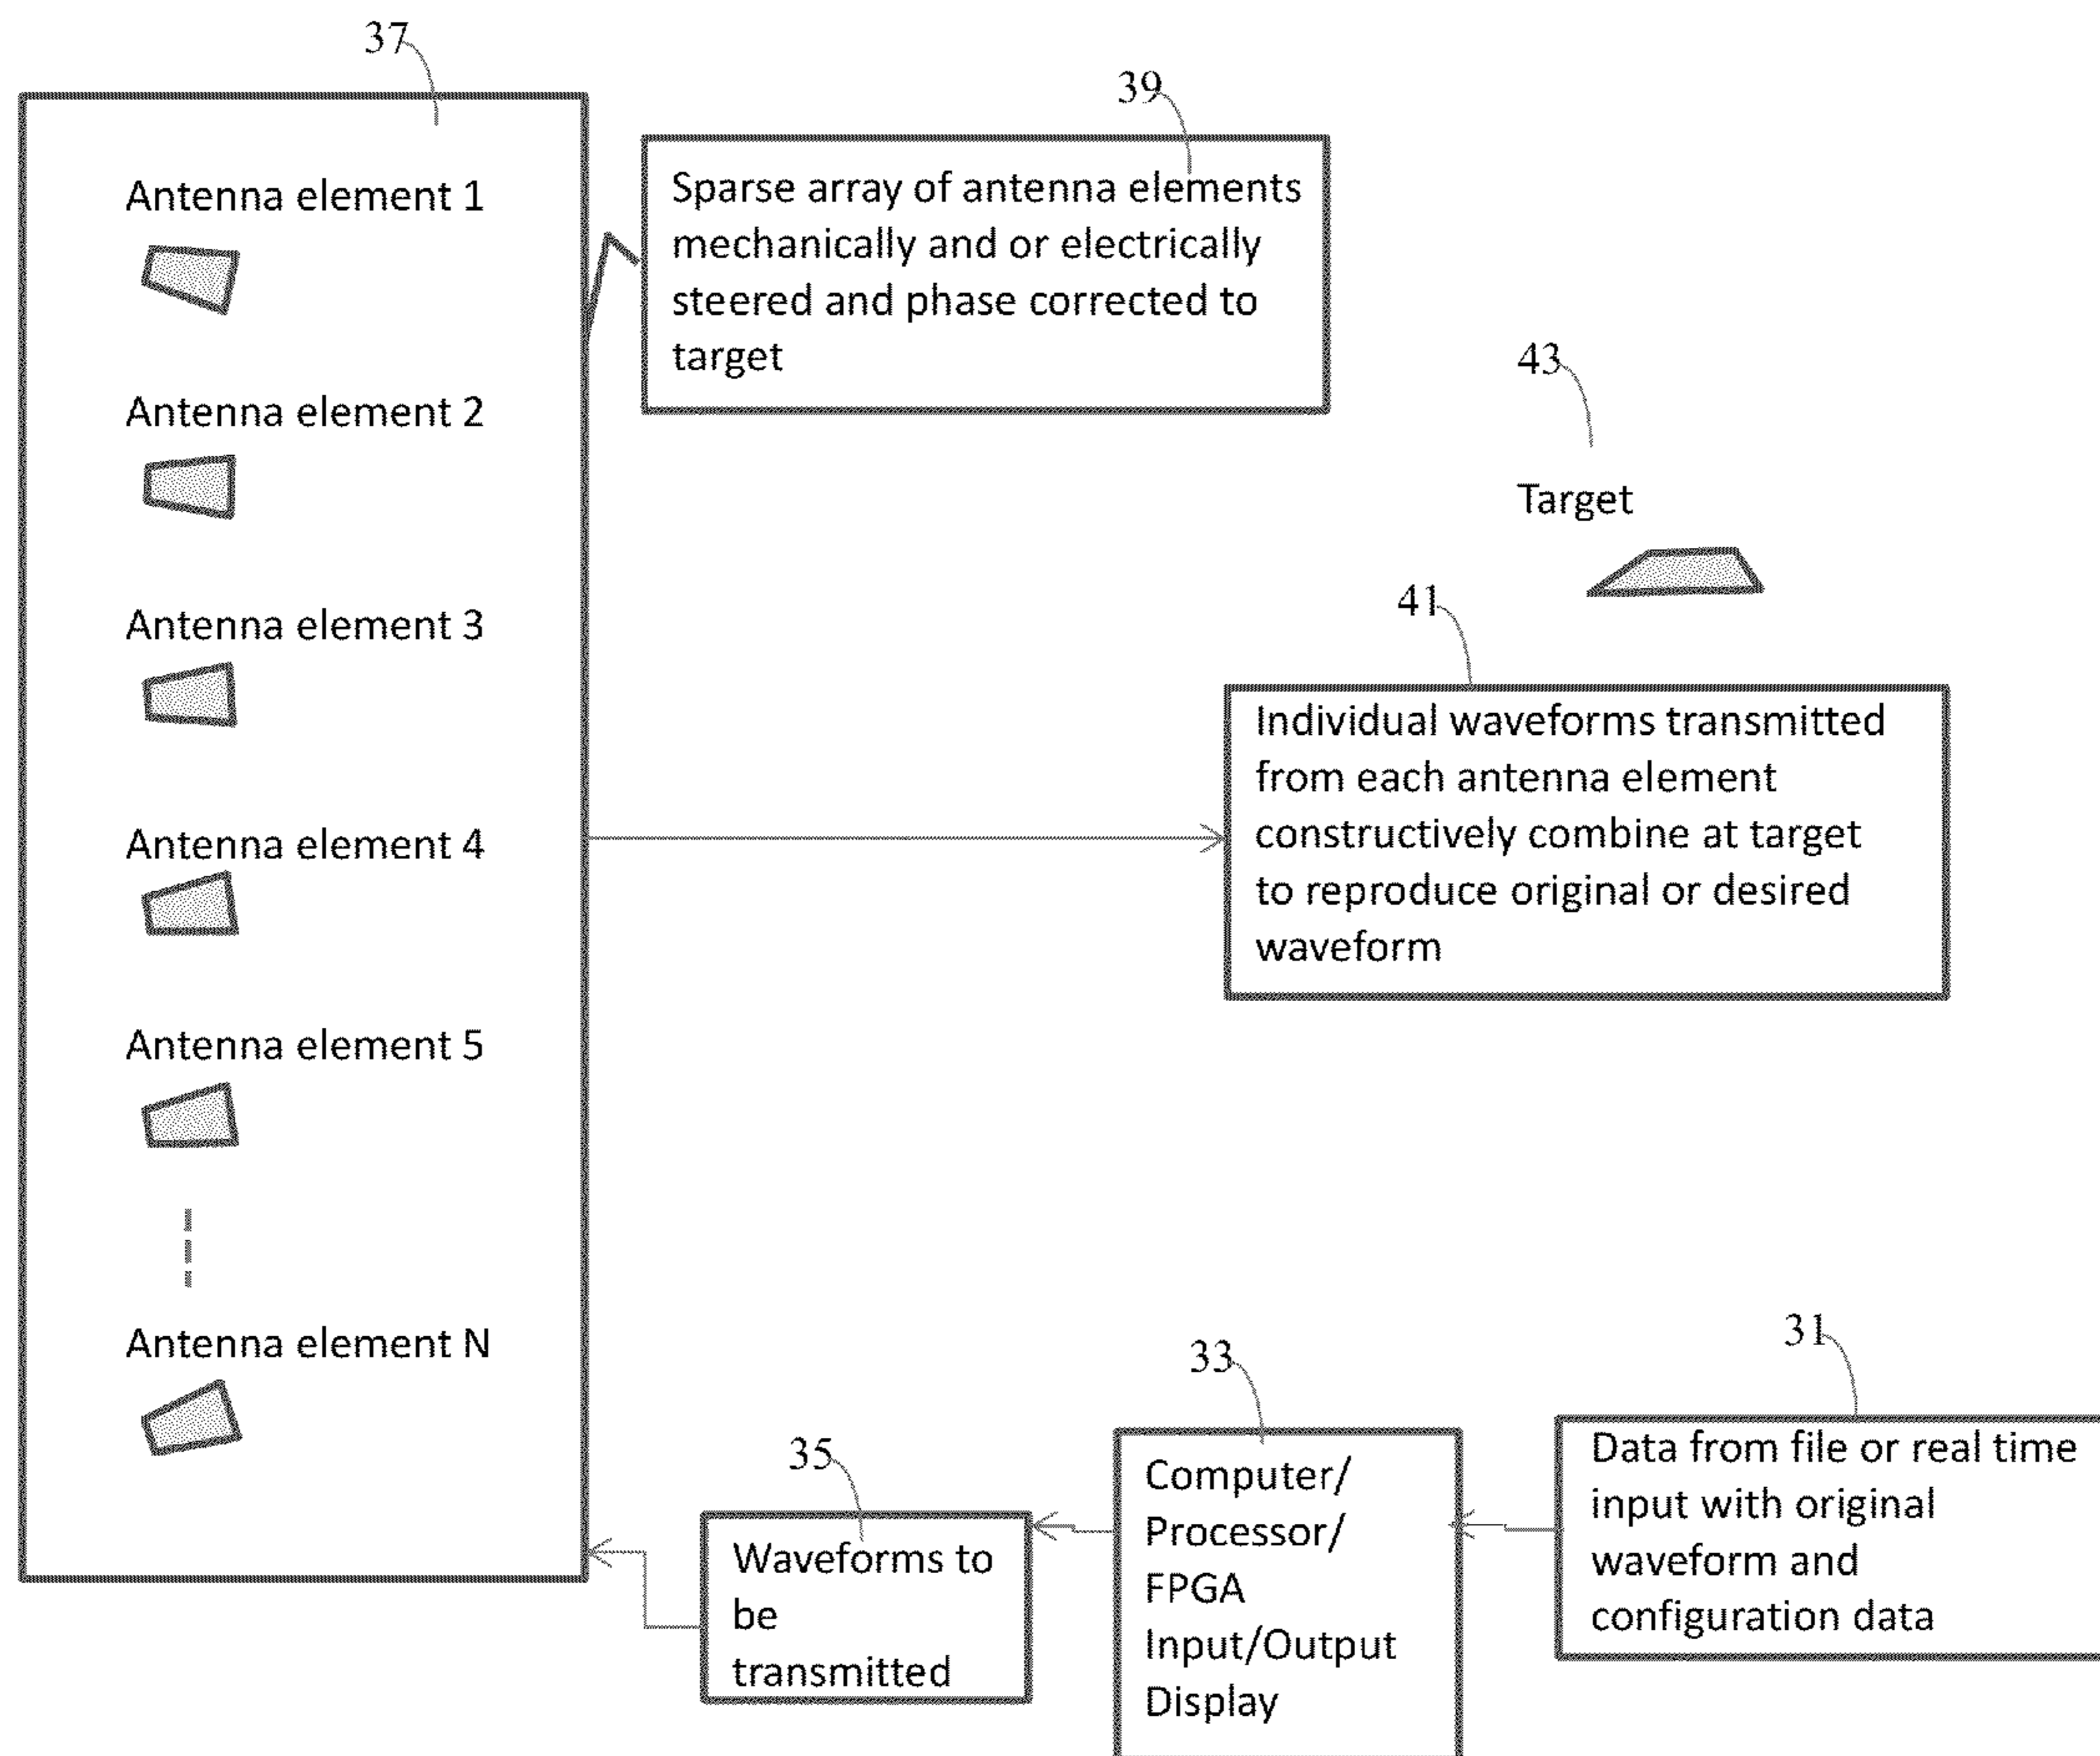 37
Antenna element 1
Antenna element 2
Antenna element 3
Antenna element 4
Antenna element 5
Antenna element N
39
Sparse array of antenna elements
mechanically and or electrically
steered and phase corrected to
target
43
Target
41
Individual waveforms transmitted
from each antenna element
constructively combine at target
to reproduce original or desired
waveform
35
Waveforms to
be
transmitted
33
Computer/
Processor/
FPGA
Input/Output
Display
31
Data from file or real time
input with original
waveform and
configuration data